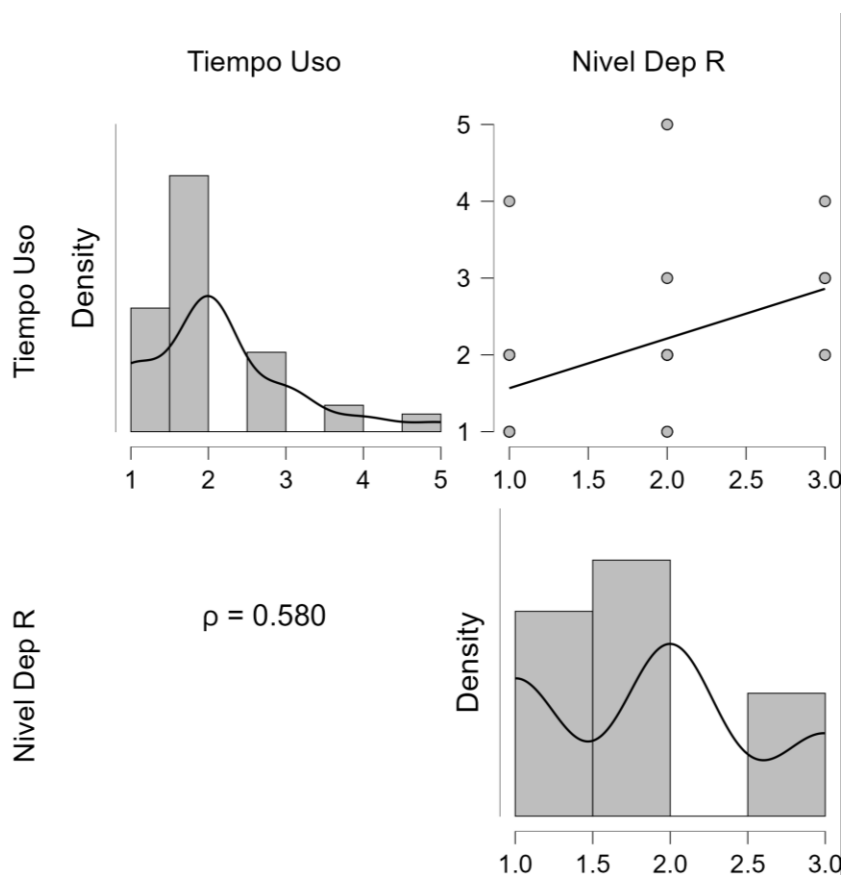 Tiempo Uso
Nivel Dep R
Tiempo Uso
Density
1
2
3
4
5
5
4
3
2
1
1.0
1.5
2.0
2.5
3.0
Nivel Dep R
ρ = 0.580
Density
1.0
1.5
2.0
2.5
3.0